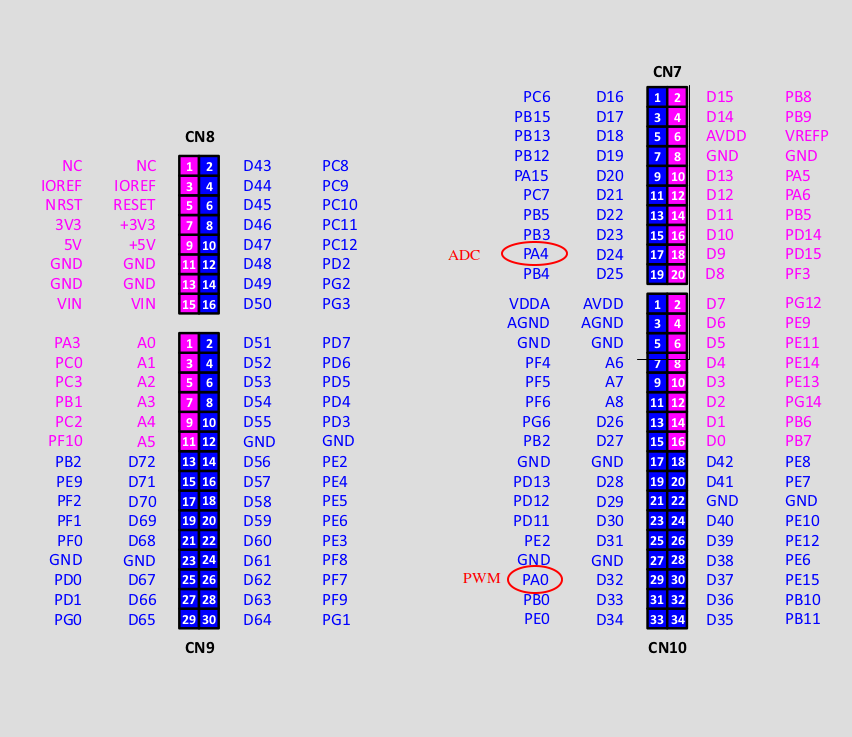 CN8
NC NC 1 2 D43 PC8
IOREF IOREF 3 4 D44 PC9
NRST RESET 5 6 D45 PC10
3V3 +3V3 7 8 D46 PC11
5V +5V 9 10 D47 PC12
GND GND 11 12 D48 PD2
GND GND 13 14 D49 PG2
VIN VIN 15 16 D50 PG3
PA3 A0 1 2 D51 PD7
PC0 A1 3 4 D52 PD6
PC3 A2 5 6 D53 PD5
PB1 A3 7 8 D54 PD4
PC2 A4 9 10 D55 PD3
PF10 A5 11 12 GND GND
PB2 D72 13 14 D56 PE2
PE9 D71 15 16 D57 PE4
PF2 D70 17 18 D58 PE5
PF1 D69 19 20 D59 PE6
PF0 D68 21 22 D60 PE3
GND GND 23 24 D61 PF8
PD0 D67 25 26 D62 PF7
PD1 D66 27 28 D63 PF9
PG0 D65 29 30 D64 PG1
CN9
CN7
PC6 D16 1 2 D15 PB8
PB15 D17 3 4 D14 PB9
PB13 D18 5 6 AVDD VREFP
PB12 D19 7 8 GND GND
PA15 D20 9 10 D13 PA5
PC7 D21 11 12 D12 PA6
PB5 D22 13 14 D11 PB5
PB3 D23 15 16 D10 PD14
ADC PA4 D24 17 18 D9 PD15
PB4 D25 19 20 D8 PF3
VDDA AVDD 1 2 D7 PG12
AGND AGND 3 4 D6 PE9
GND GND 5 6 D5 PE11
PF4 A6 7 8 D4 PE14
PF5 A7 9 10 D3 PE13
PF6 A8 11 12 D2 PG14
PG6 D26 13 14 D1 PB6
PB2 D27 15 16 D0 PB7
GND GND 17 18 D42 PE8
PD13 D28 19 20 D41 PE7
PD12 D29 21 22 GND GND
PD11 D30 23 24 D40 PE10
PE2 D31 25 26 D39 PE12
GND GND 27 28 D38 PE6
PWM PA0 D32 29 30 D37 PE15
PB0 D33 31 32 D36 PB10
PE0 D34 33 34 D35 PB11
CN10